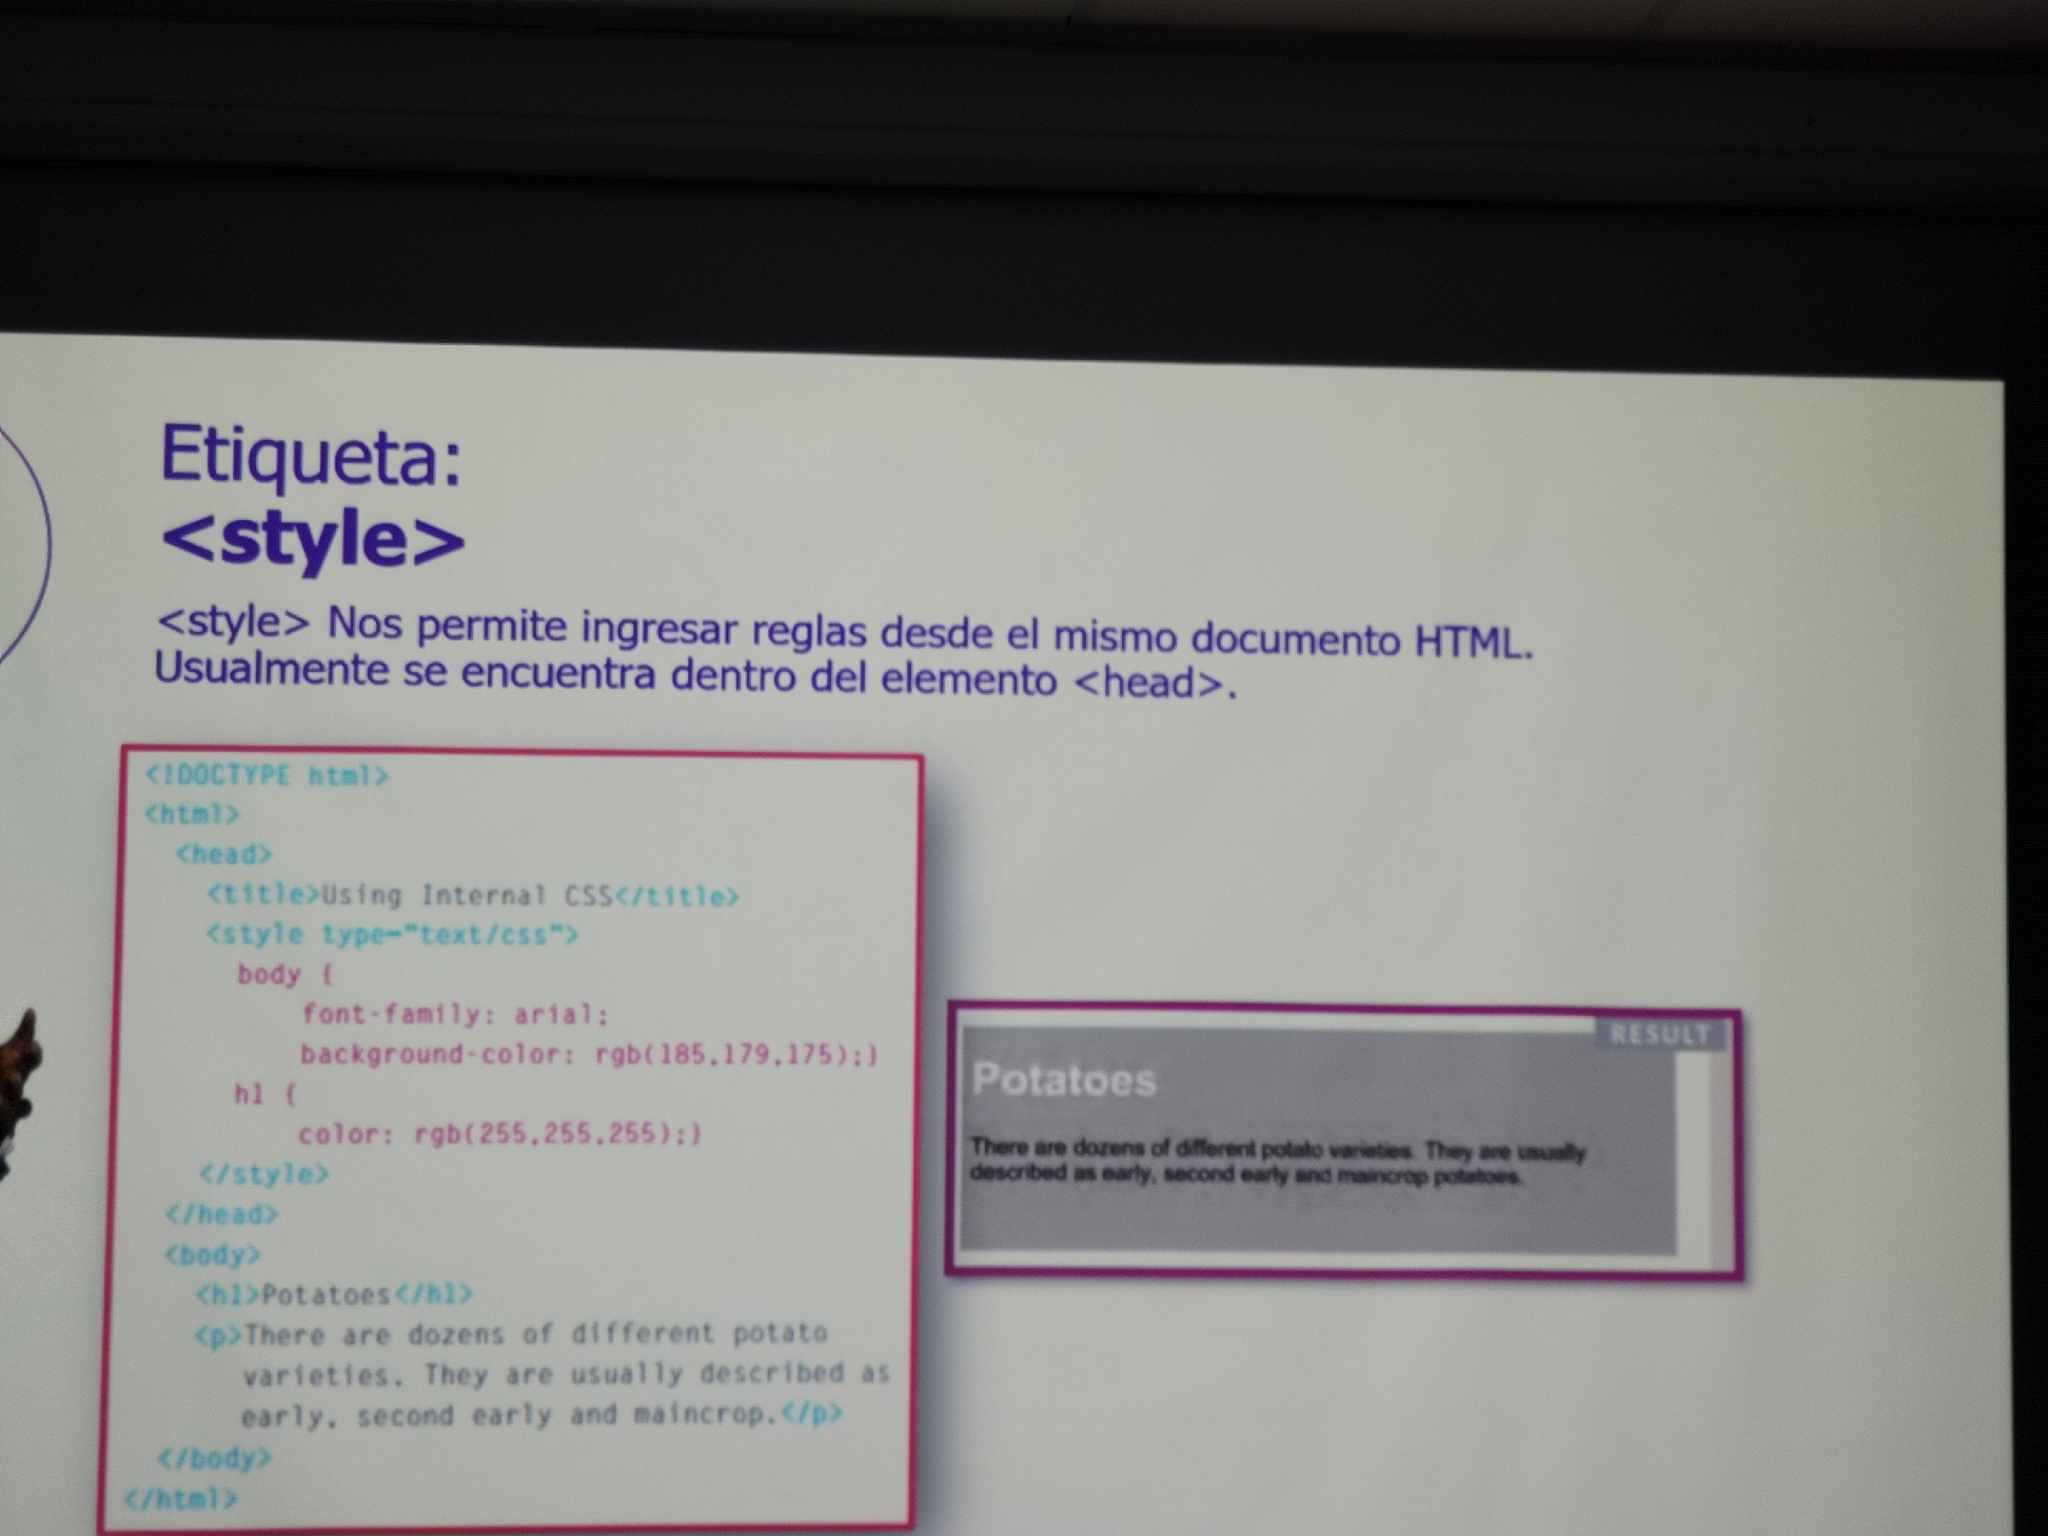 Etiqueta:
<style>
<style> Nos permite ingresar reglas desde el mismo documento HTML.
Usualmente se encuentra dentro del elemento <head>.
<!DOCTYPE html>
<html>
<head>
<title>Using Internal CSS</title>
<style type="text/css">
body {
font-family: arial;
background-color: rgb(185,179,175);}
h1 {
color: rgb(255,255,255);}
</style>
</head>
<body>
<h1>Potatoes</h1>
<p>There are dozens of different potato
varieties. They are usually described as
early, second early and maincrop.</p>
</body>
</html>
RESULT
Potatoes
There are dozens of different potato varieties. They are usually
described as early, second early and maincrop potatoes.